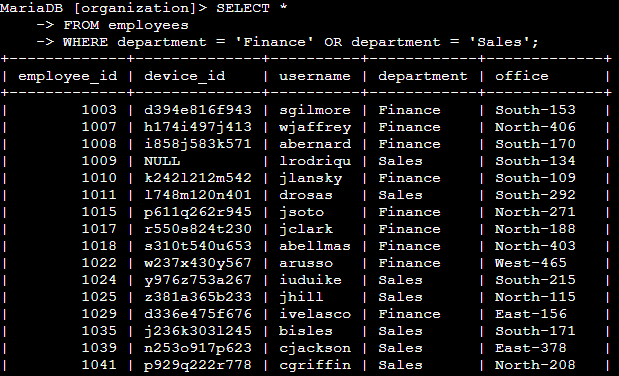 MariaDB [organization]> SELECT *
    -> FROM employees
    -> WHERE department = 'Finance' OR department = 'Sales';
+-------------+--------------+----------+------------+-------------+
| employee_id | device_id    | username | department | office      |
+-------------+--------------+----------+------------+-------------+
|        1003 | d394e816f943 | sgilmore | Finance    | South-153   |
|        1007 | h174i497j413 | wjaffrey | Finance    | North-406   |
|        1008 | i858j583k571 | abernard | Finance    | South-170   |
|        1009 | NULL         | lrodriqu | Sales      | South-134   |
|        1010 | k242l212m542 | jlansky  | Finance    | South-109   |
|        1011 | l748m120n401 | drosas   | Sales      | South-292   |
|        1015 | p611q262r945 | jsoto    | Finance    | North-271   |
|        1017 | r550s824t230 | jclark   | Finance    | North-188   |
|        1018 | s310t540u653 | abellmas | Finance    | North-403   |
|        1022 | w237x430y567 | arusso   | Finance    | West-465    |
|        1024 | y976z753a267 | iuduike  | Sales      | South-215   |
|        1025 | z381a365b233 | jhill    | Sales      | North-115   |
|        1029 | d336e475f676 | ivelasco | Finance    | East-156    |
|        1035 | j236k303l245 | bisles   | Sales      | South-171   |
|        1039 | n253o917p623 | cjackson | Sales      | East-378    |
|        1041 | p929q222r778 | cgriffin | Sales      | North-208   |